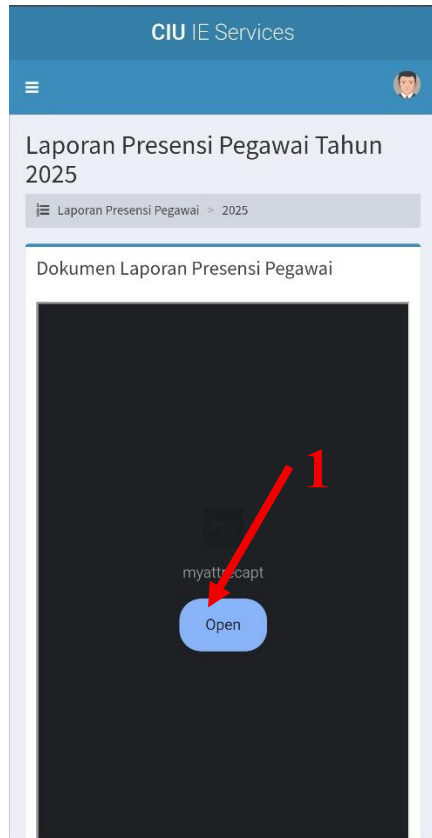 CIU IE Services
Laporan Presensi Pegawai Tahun
2025
Laporan Presensi Pegawai > 2025
Dokumen Laporan Presensi Pegawai
1
PDF
myattrecapt
Open